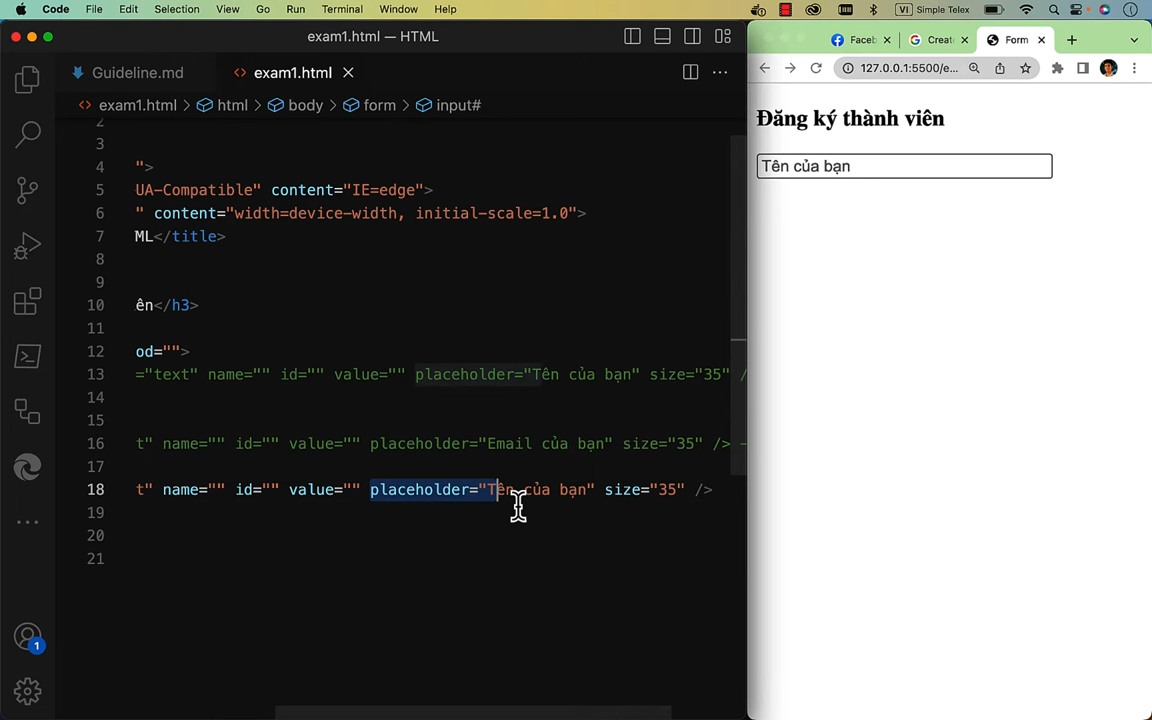 Code File Edit Selection View Go Run Terminal Window Help VI Simple Telex
exam1.html — HTML
Faceb Create Form
Guideline.md exam1.html
127.0.0.1:5500/e...
exam1.html > html > body > form > input#
Đăng ký thành viên
Tên của bạn
2
3
4 ">
5 UA-Compatible" content="IE=edge">
6 " content="width=device-width, initial-scale=1.0">
7 ML</title>
8
9
10 ên</h3>
11
12 od="">
13 ="text" name="" id="" value="" placeholder="Tên của bạn" size="35" /
14
15
16 t" name="" id="" value="" placeholder="Email của bạn" size="35" />
17
18 t" name="" id="" value="" placeholder="Tên của bạn" size="35" />
19
20
21
1